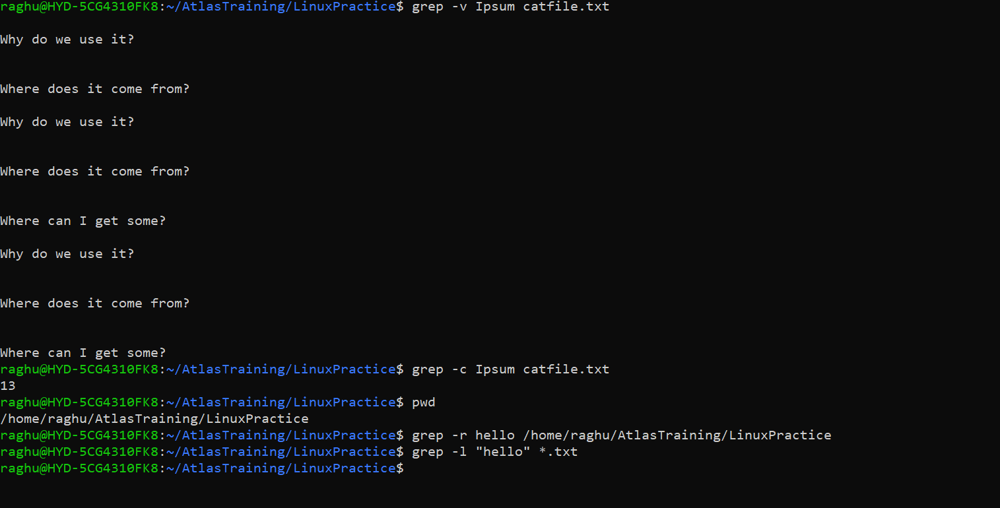 raghu@HYD-5CG4310FK8:~/AtlasTraining/LinuxPractice$ grep -v Ipsum catfile.txt
Why do we use it?
Where does it come from?
Why do we use it?
Where does it come from?
Where can I get some?
Why do we use it?
Where does it come from?
Where can I get some?
raghu@HYD-5CG4310FK8:~/AtlasTraining/LinuxPractice$ grep -c Ipsum catfile.txt
13
raghu@HYD-5CG4310FK8:~/AtlasTraining/LinuxPractice$ pwd
/home/raghu/AtlasTraining/LinuxPractice
raghu@HYD-5CG4310FK8:~/AtlasTraining/LinuxPractice$ grep -r hello /home/raghu/AtlasTraining/LinuxPractice
raghu@HYD-5CG4310FK8:~/AtlasTraining/LinuxPractice$ grep -l "hello" *.txt
raghu@HYD-5CG4310FK8:~/AtlasTraining/LinuxPractice$